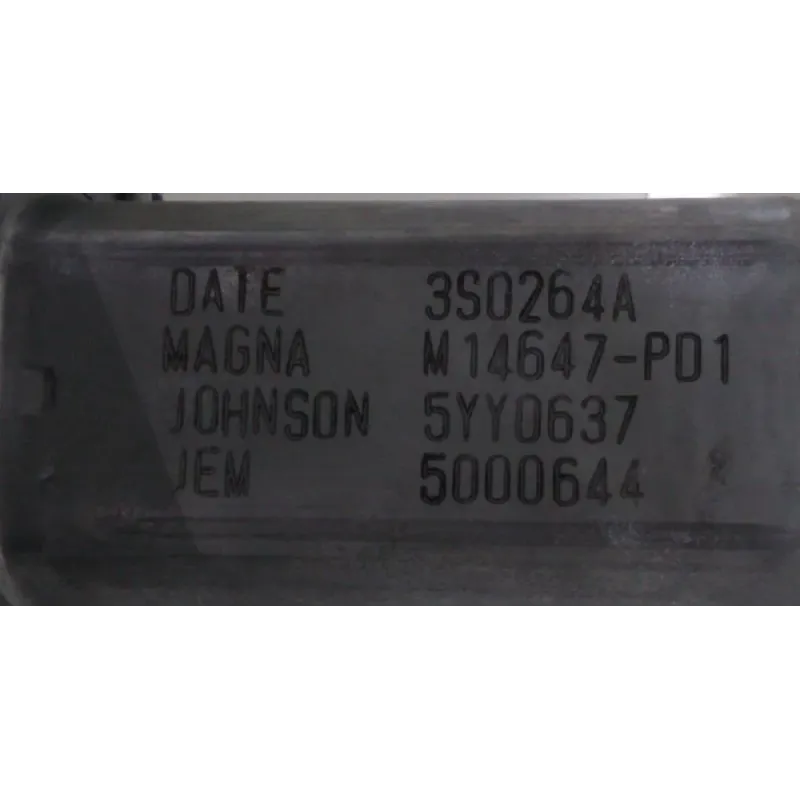 DATE 3S0264A
MAGNA M14647-PD1
JOHNSON 5YY0637
JEM 5000644